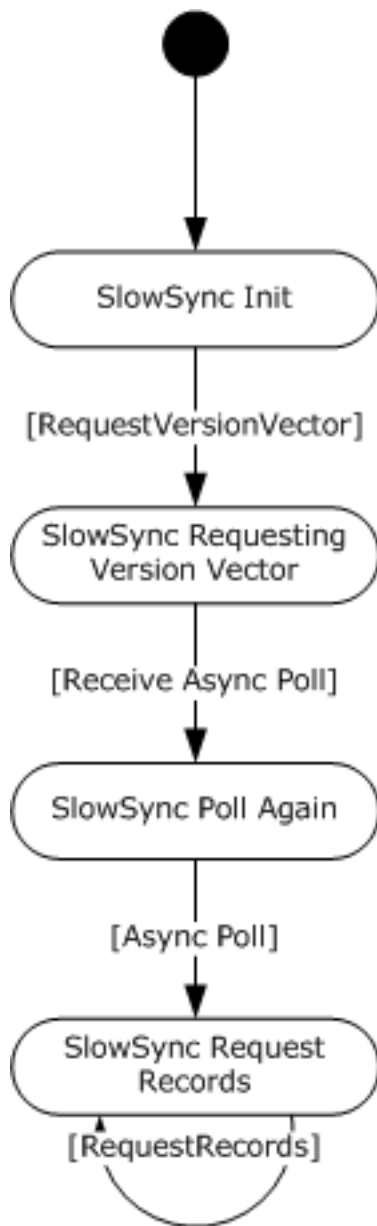 SlowSync Init
[RequestVersionVector]
SlowSync Requesting
Version Vector
[Receive Async Poll]
SlowSync Poll Again
[Async Poll]
SlowSync Request
Records
[RequestRecords]